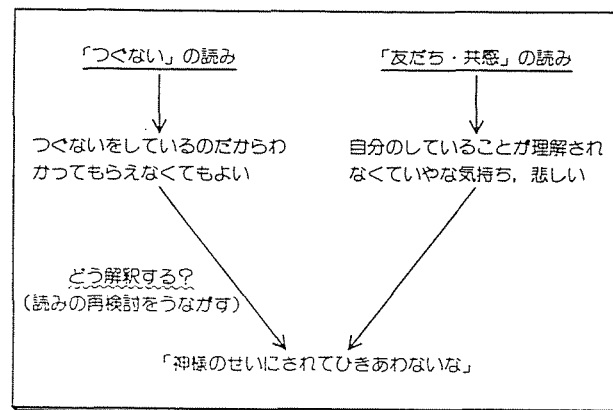 「つぐない」の読み
「友だち・共感」の読み
つぐないをしているのだからわ
かってもらえなくてもよい
自分のしていることが理解され
なくていやな気持ち，悲しい
どう解釈する？
（読みの再検討をうながす）
「神様のせいにされてひきあわないな」